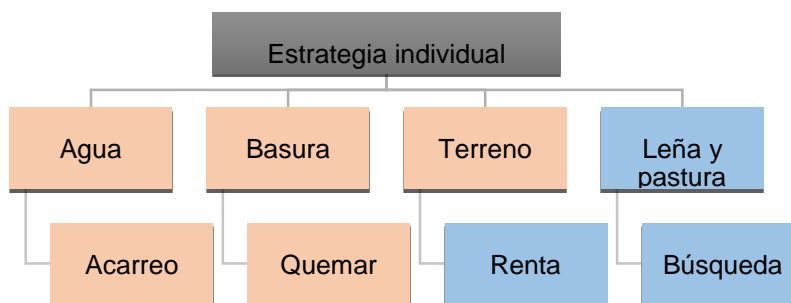 Estrategia individual
Agua
Basura
Terreno
Leña y
pastura
Acarreo
Quemar
Renta
Búsqueda